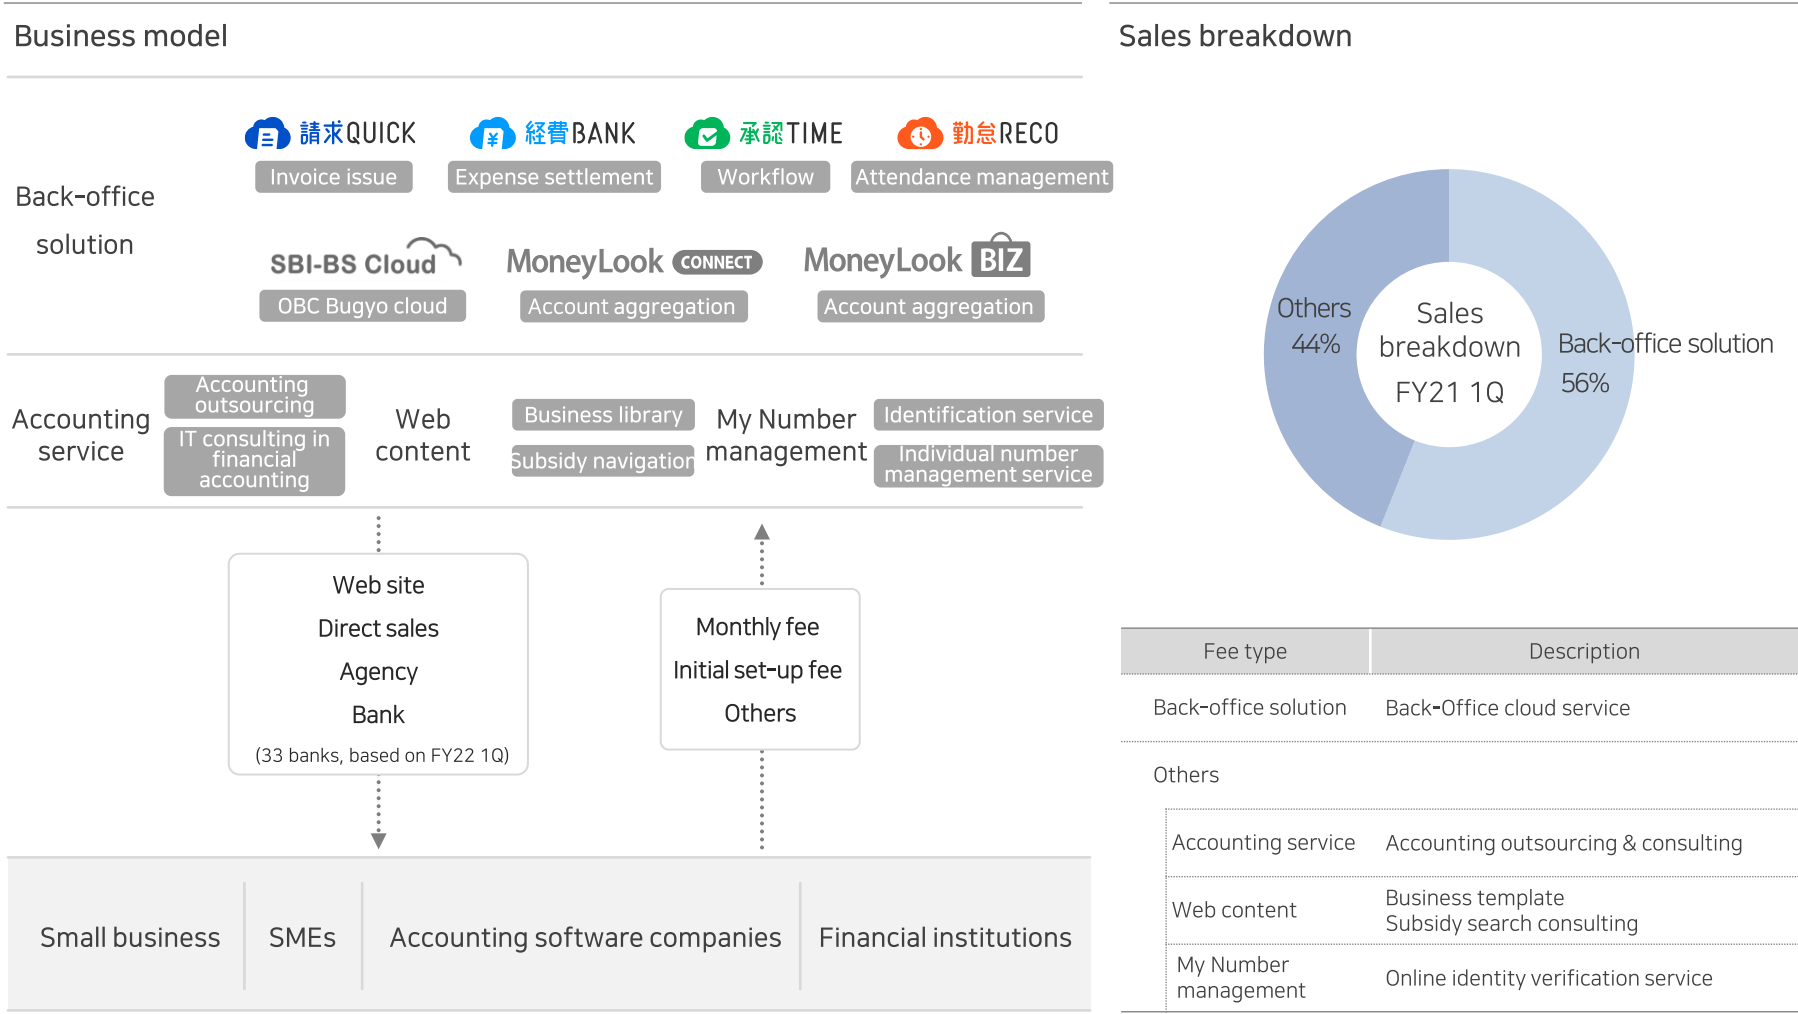 Business model
Back-office
solution
請求QUICK
経費BANK
承認TIME
勤怠RECO
Invoice issue
Expense settlement
Workflow
Attendance management
SBI-BS Cloud
MoneyLook CONNECT
MoneyLook BIZ
OBC Bugyo cloud
Account aggregation
Account aggregation
Accounting
service
Accounting
outsourcing
IT consulting in
financial
accounting
Web
content
Business library
Subsidy navigation
My Number
management
Identification service
Individual number
management service
Web site
Direct sales
Agency
Bank
(33 banks, based on FY22 1Q)
Monthly fee
Initial set-up fee
Others
Small business
SMEs
Accounting software companies
Financial institutions
Sales breakdown
Others
44%
Sales
breakdown
FY21 1Q
Back-office solution
56%
Fee type
Description
Back-office solution
Back-Office cloud service
Others
Accounting service
Accounting outsourcing & consulting
Web content
Business template
Subsidy search consulting
My Number
management
Online identity verification service